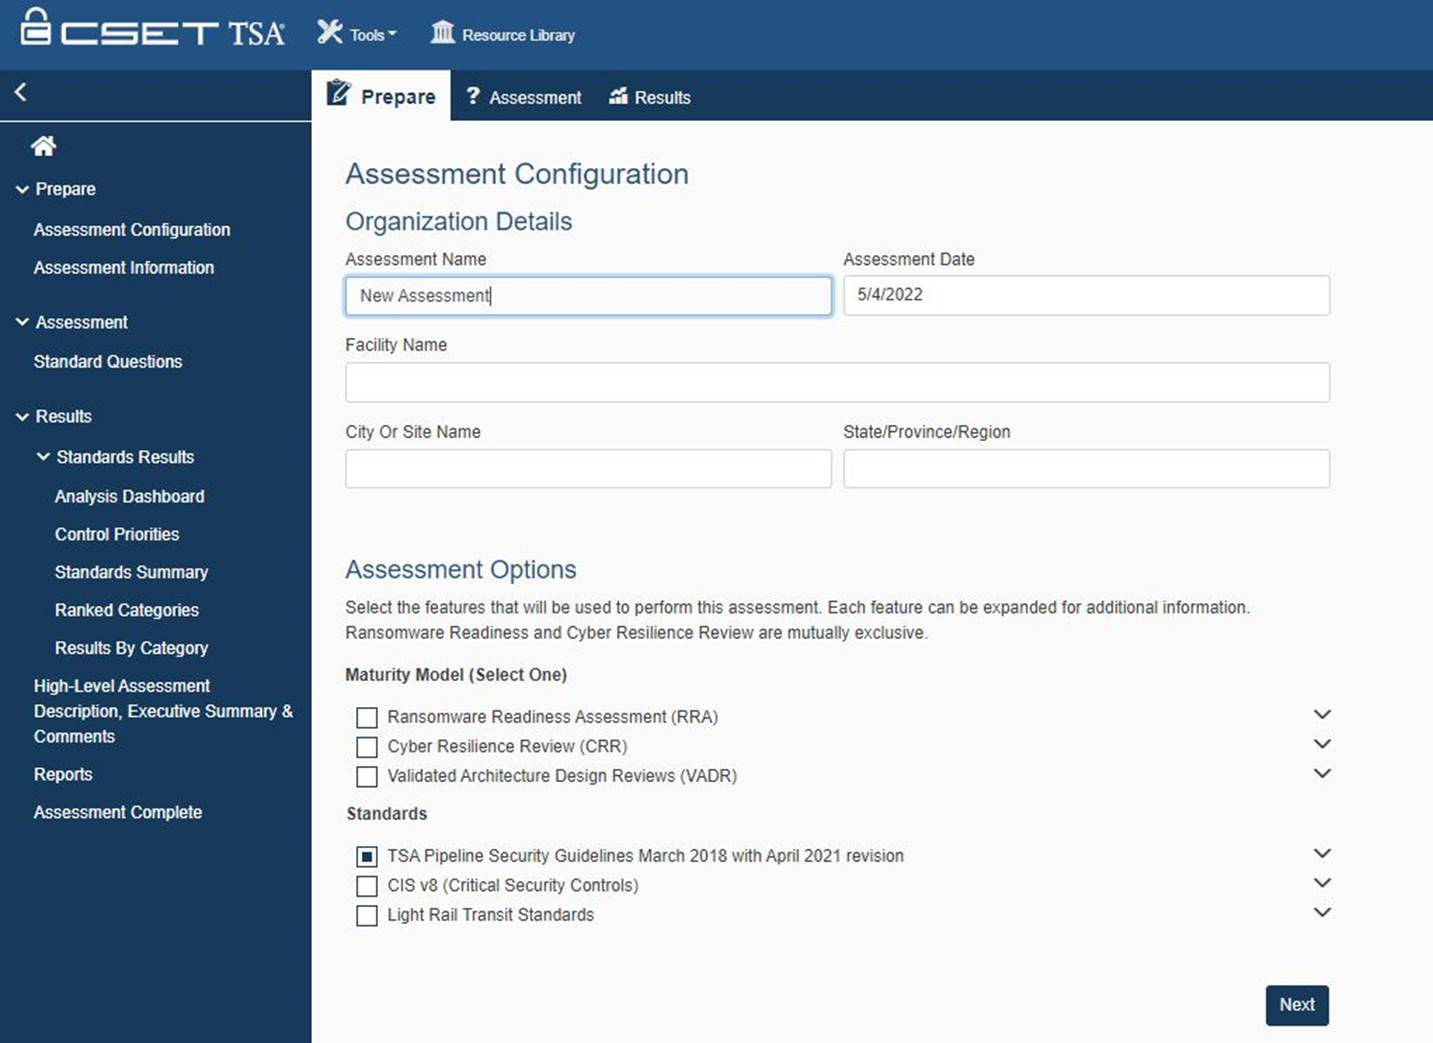 CSET TSA Tools Resource Library
Prepare ? Assessment Results
Prepare
Assessment Configuration
Assessment Information
Assessment
Standard Questions
Results
Standards Results
Analysis Dashboard
Control Priorities
Standards Summary
Ranked Categories
Results By Category
High-Level Assessment
Description, Executive Summary &
Comments
Reports
Assessment Complete
Assessment Configuration
Organization Details
Assessment Name Assessment Date
New Assessment 5/4/2022
Facility Name
City Or Site Name State/Province/Region
Assessment Options
Select the features that will be used to perform this assessment. Each feature can be expanded for additional information.
Ransomware Readiness and Cyber Resilience Review are mutually exclusive.
Maturity Model (Select One)
Ransomware Readiness Assessment (RRA)
Cyber Resilience Review (CRR)
Validated Architecture Design Reviews (VADR)
Standards
TSA Pipeline Security Guidelines March 2018 with April 2021 revision
CIS v8 (Critical Security Controls)
Light Rail Transit Standards
Next